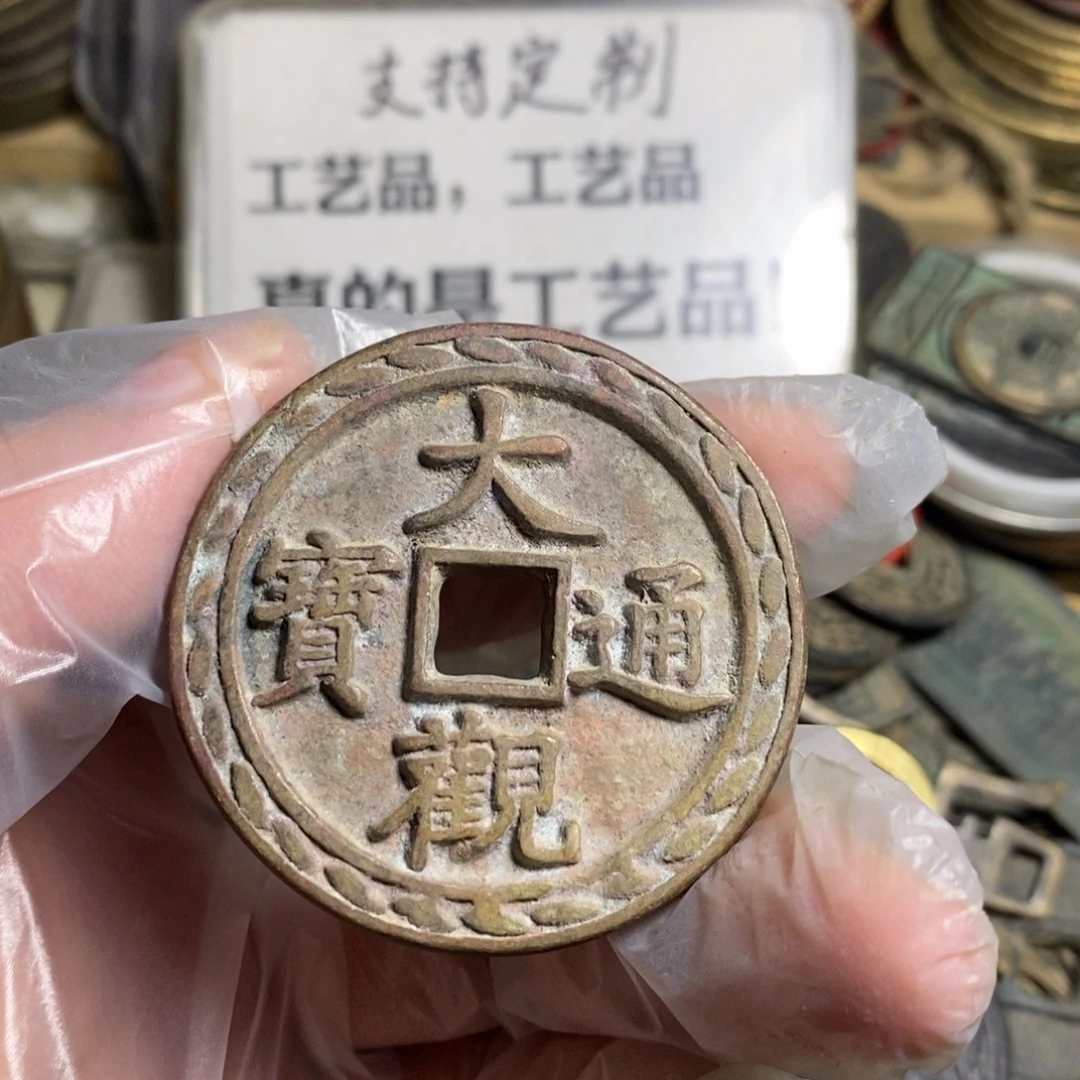 支持定制
工艺品，工艺品
真的是工艺品！
大
寶 通
觀